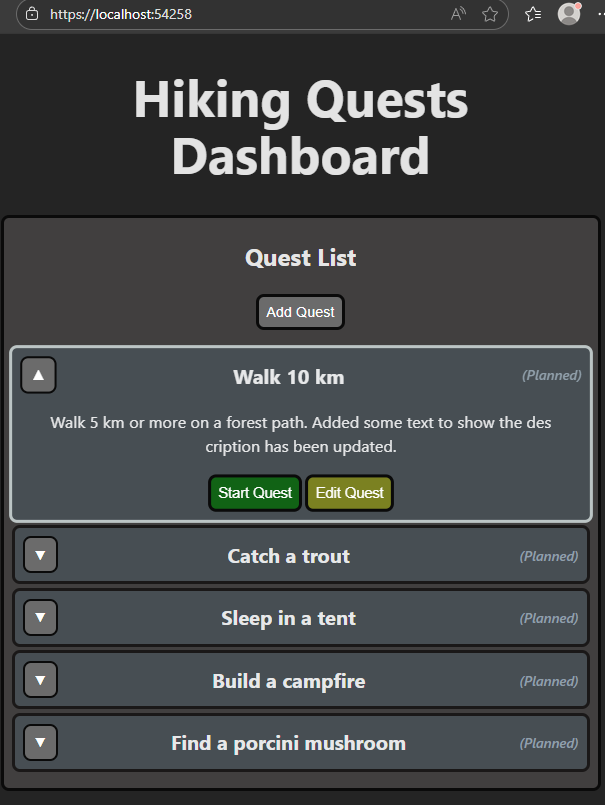 https://localhost:54258
Hiking Quests
Dashboard
Quest List
Add Quest
▲ Walk 10 km (Planned)
Walk 5 km or more on a forest path. Added some text to show the des
cription has been updated.
Start Quest Edit Quest
▼ Catch a trout (Planned)
▼ Sleep in a tent (Planned)
▼ Build a campfire (Planned)
▼ Find a porcini mushroom (Planned)